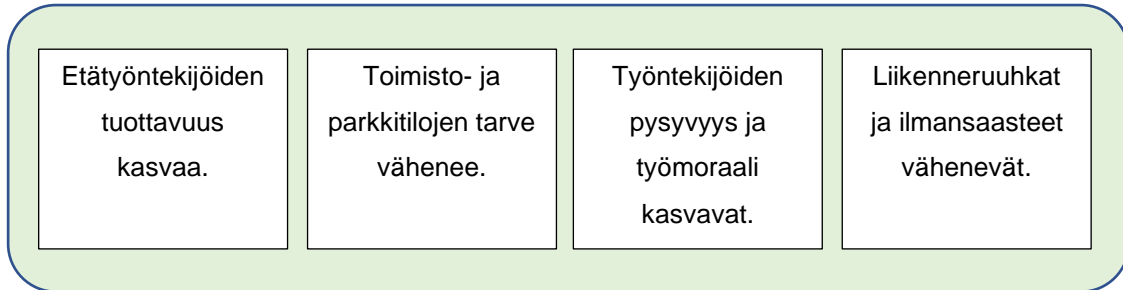 Etätyöntekijöiden
tuottavuus
kasvaa.
Toimisto- ja
parkkitilojen tarve
vähenee.
Työntekijöiden
pysyvyys ja
työmoraali
kasvavat.
Liikenneruuhkat
ja ilmansaasteet
vähenevät.